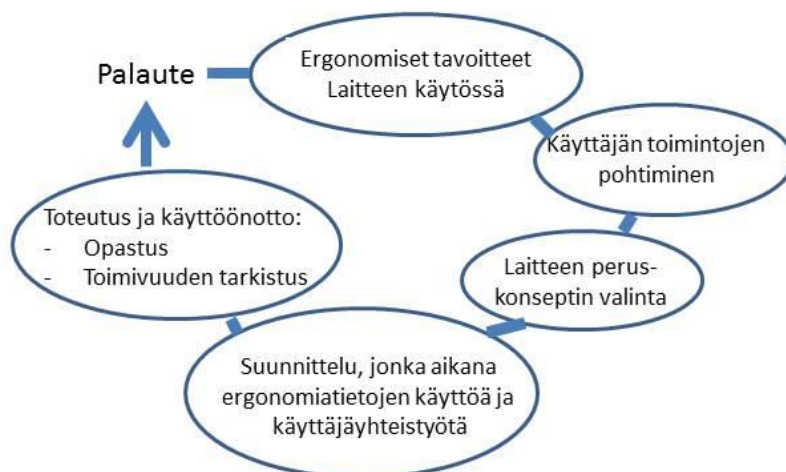 Palaute
Ergonomiset tavoitteet
Laitteen käytössä
Käyttäjän toimintojen
pohtiminen
Laitteen perus-
konseptin valinta
Suunnittelu, jonka aikana
ergonomiatietojen käyttöä ja
käyttäjäyhteistyötä
Toteutus ja käyttöönotto:
- Opastus
- Toimivuuden tarkistus